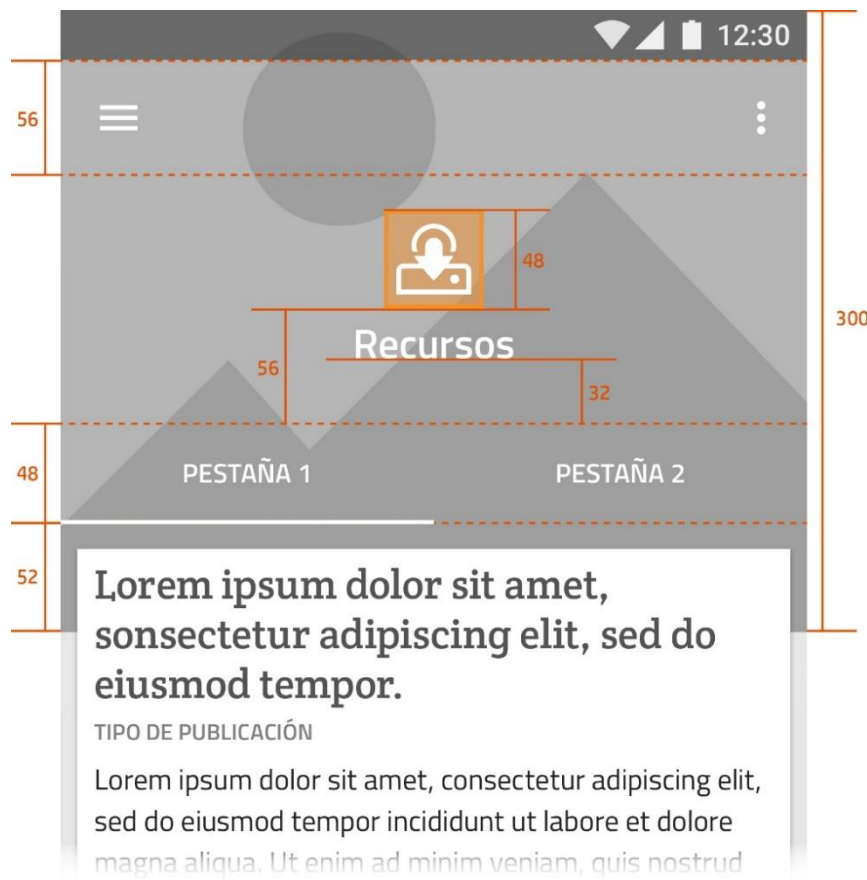 12:30
56
48
300
Recursos
56
32
48
PESTAÑA 1
PESTAÑA 2
52
Lorem ipsum dolor sit amet,
sonsectetur adipiscing elit, sed do
eiusmod tempor.
TIPO DE PUBLICACIÓN
Lorem ipsum dolor sit amet, consectetur adipiscing elit,
sed do eiusmod tempor incididunt ut labore et dolore
magna aliqua. Ut enim ad minim veniam, quis nostrud